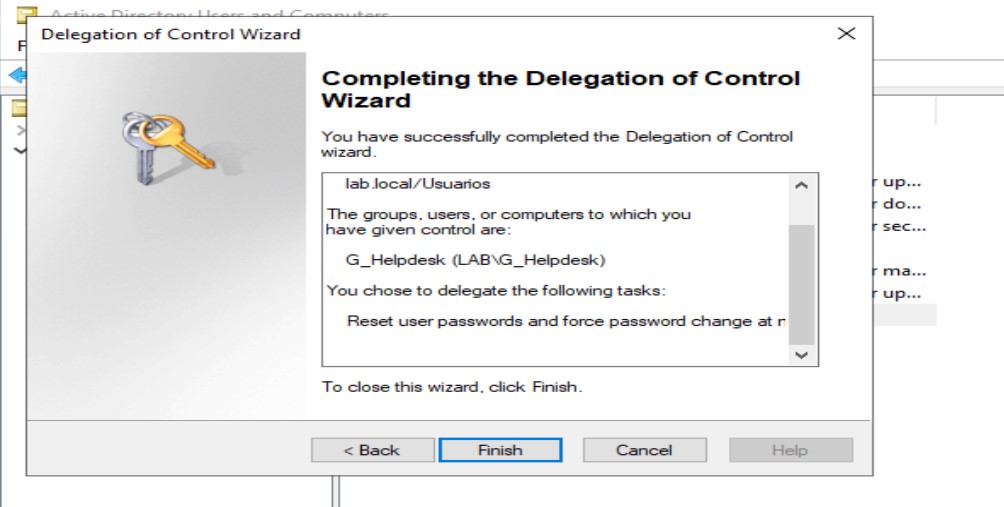 Active Directory Users and Computers
Delegation of Control Wizard
F
Completing the Delegation of Control
Wizard
You have successfully completed the Delegation of Control
wizard.
lab.local/Usuarios
r up...
The groups, users, or computers to which you
r do...
have given control are:
r sec...
G_Helpdesk (LAB\G_Helpdesk)
r ma...
You chose to delegate the following tasks:
r up...
Reset user passwords and force password change at n
To close this wizard, click Finish.
< Back
Finish
Cancel
Help